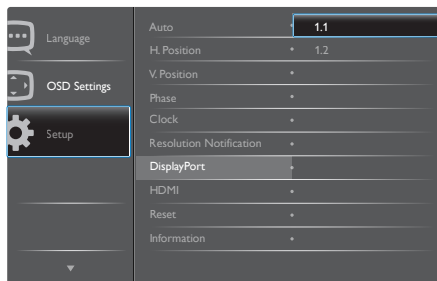 Language
OSD Settings
Setup
Auto
H. Position
V. Position
Phase
Clock
Resolution Notification
DisplayPort
HDMI
Reset
Information
1.1
1.2